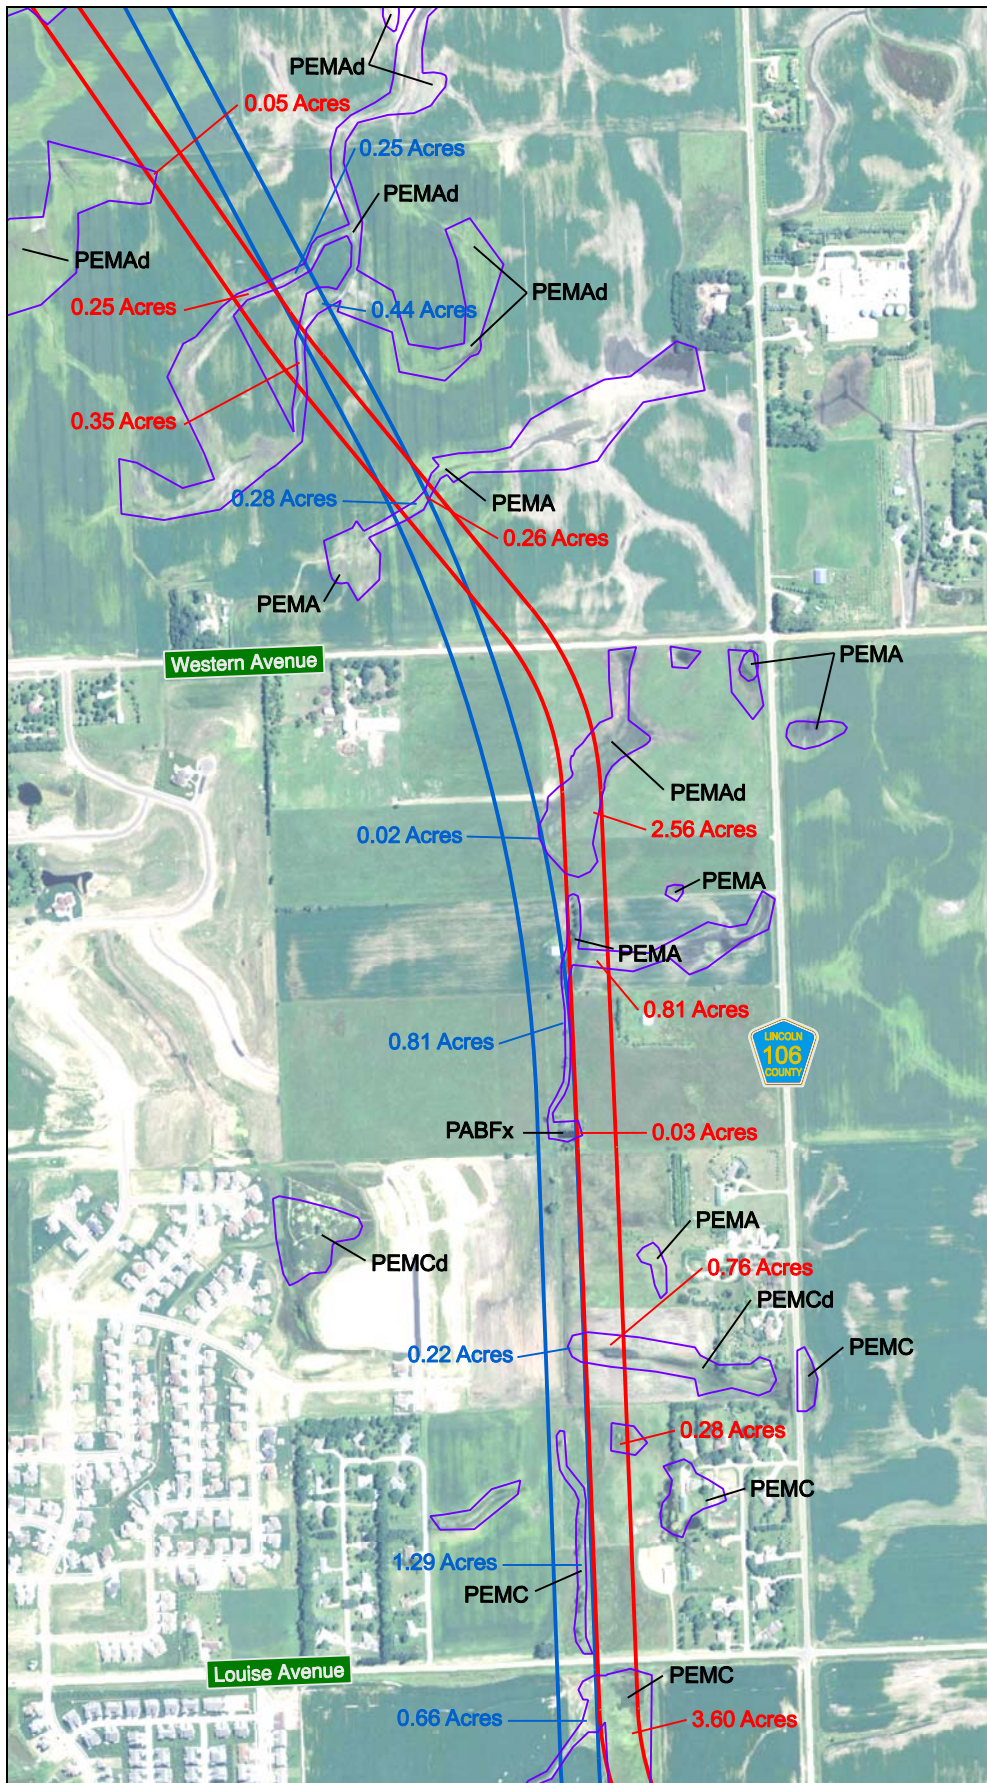 PEMAd
0.05 Acres
0.25 Acres
PEMAd
PEMAd
PEMAd
0.25 Acres
0.44 Acres
0.35 Acres
0.28 Acres
PEMA
0.26 Acres
PEMA
Western Avenue
PEMA
PEMAd
2.56 Acres
0.02 Acres
PEMA
PEMA
0.81 Acres
0.81 Acres
LINCOLN
106
COUNTY
PABFx
0.03 Acres
PEMA
PEMCd
0.76 Acres
PEMCd
0.22 Acres
PEMC
0.28 Acres
PEMC
1.29 Acres
PEMC
Louise Avenue
PEMC
0.66 Acres
3.60 Acres